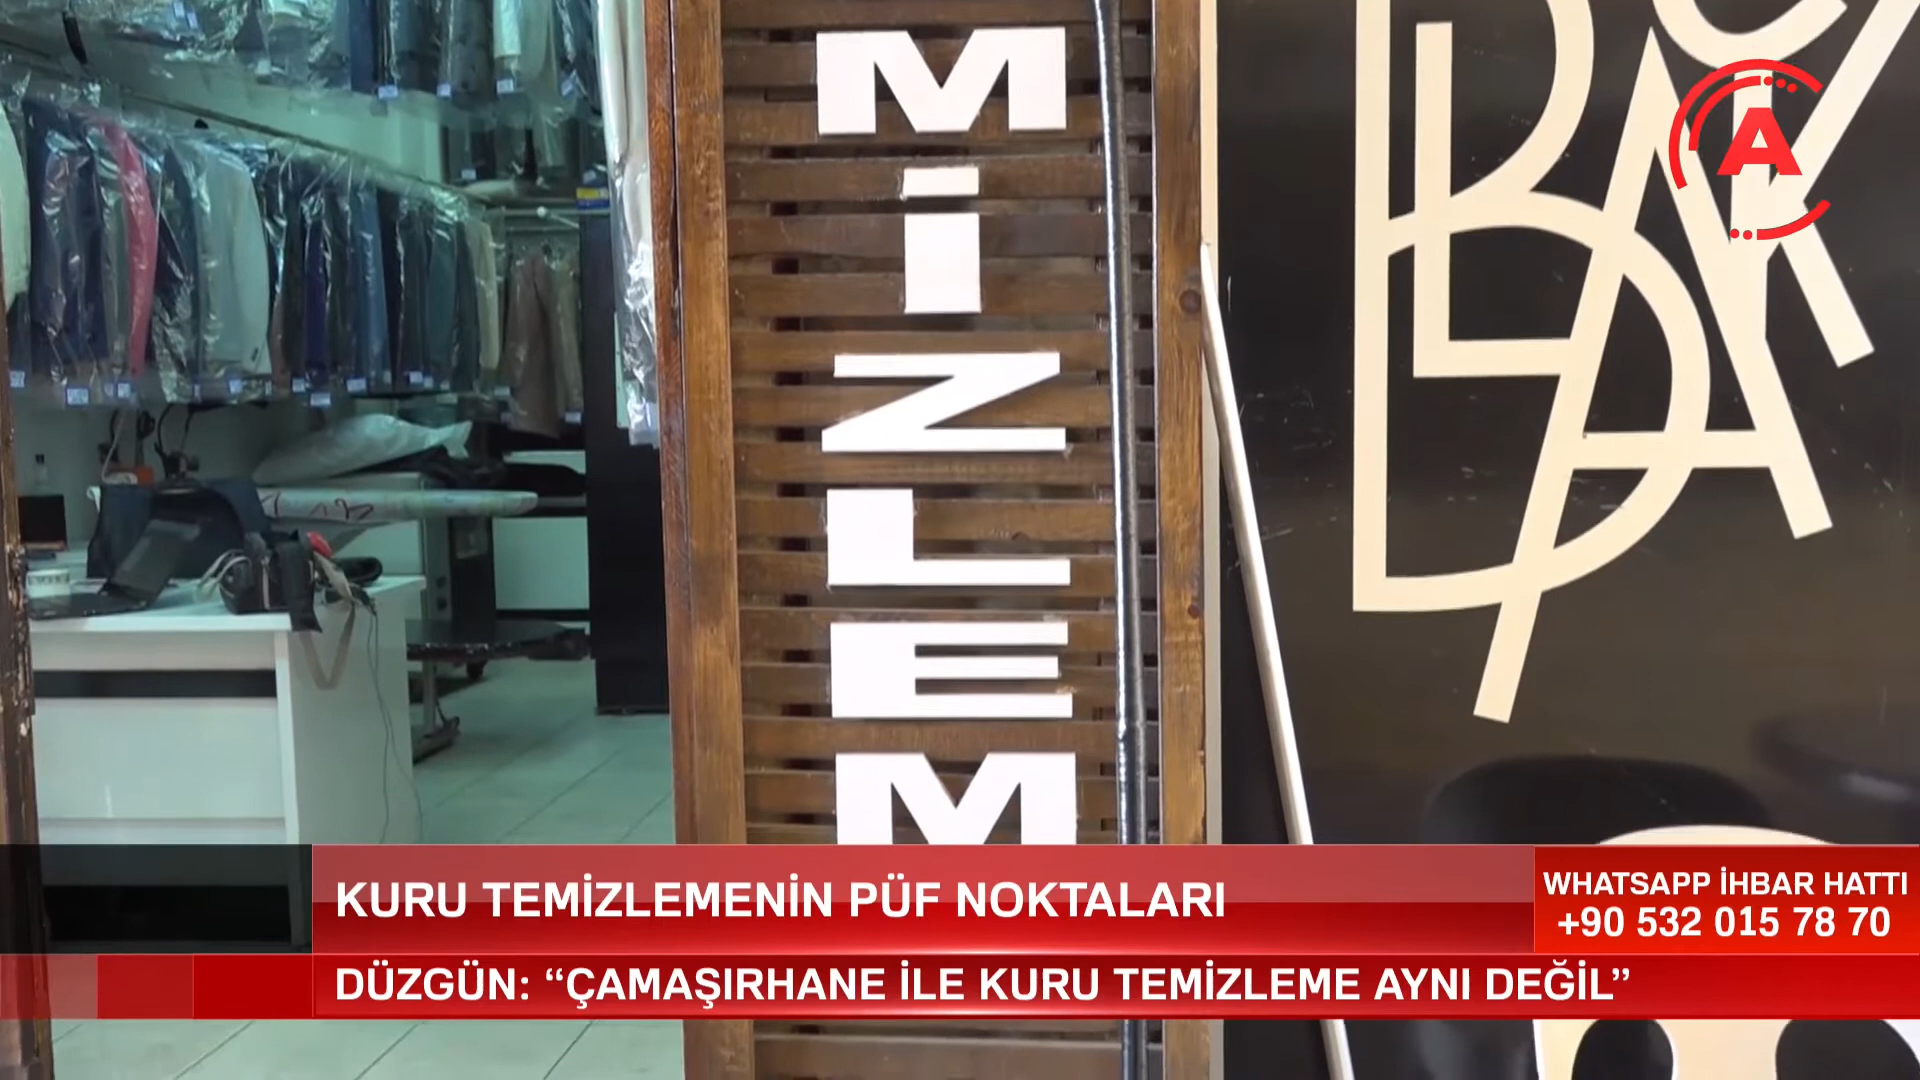 MİZLEM
A
KURU TEMİZLEMENİN PÜF NOKTALARI
WHATSAPP İHBAR HATTI
+90 532 015 78 70
DÜZGÜN: “ÇAMAŞIRHANE İLE KURU TEMİZLEME AYNI DEĞİL”